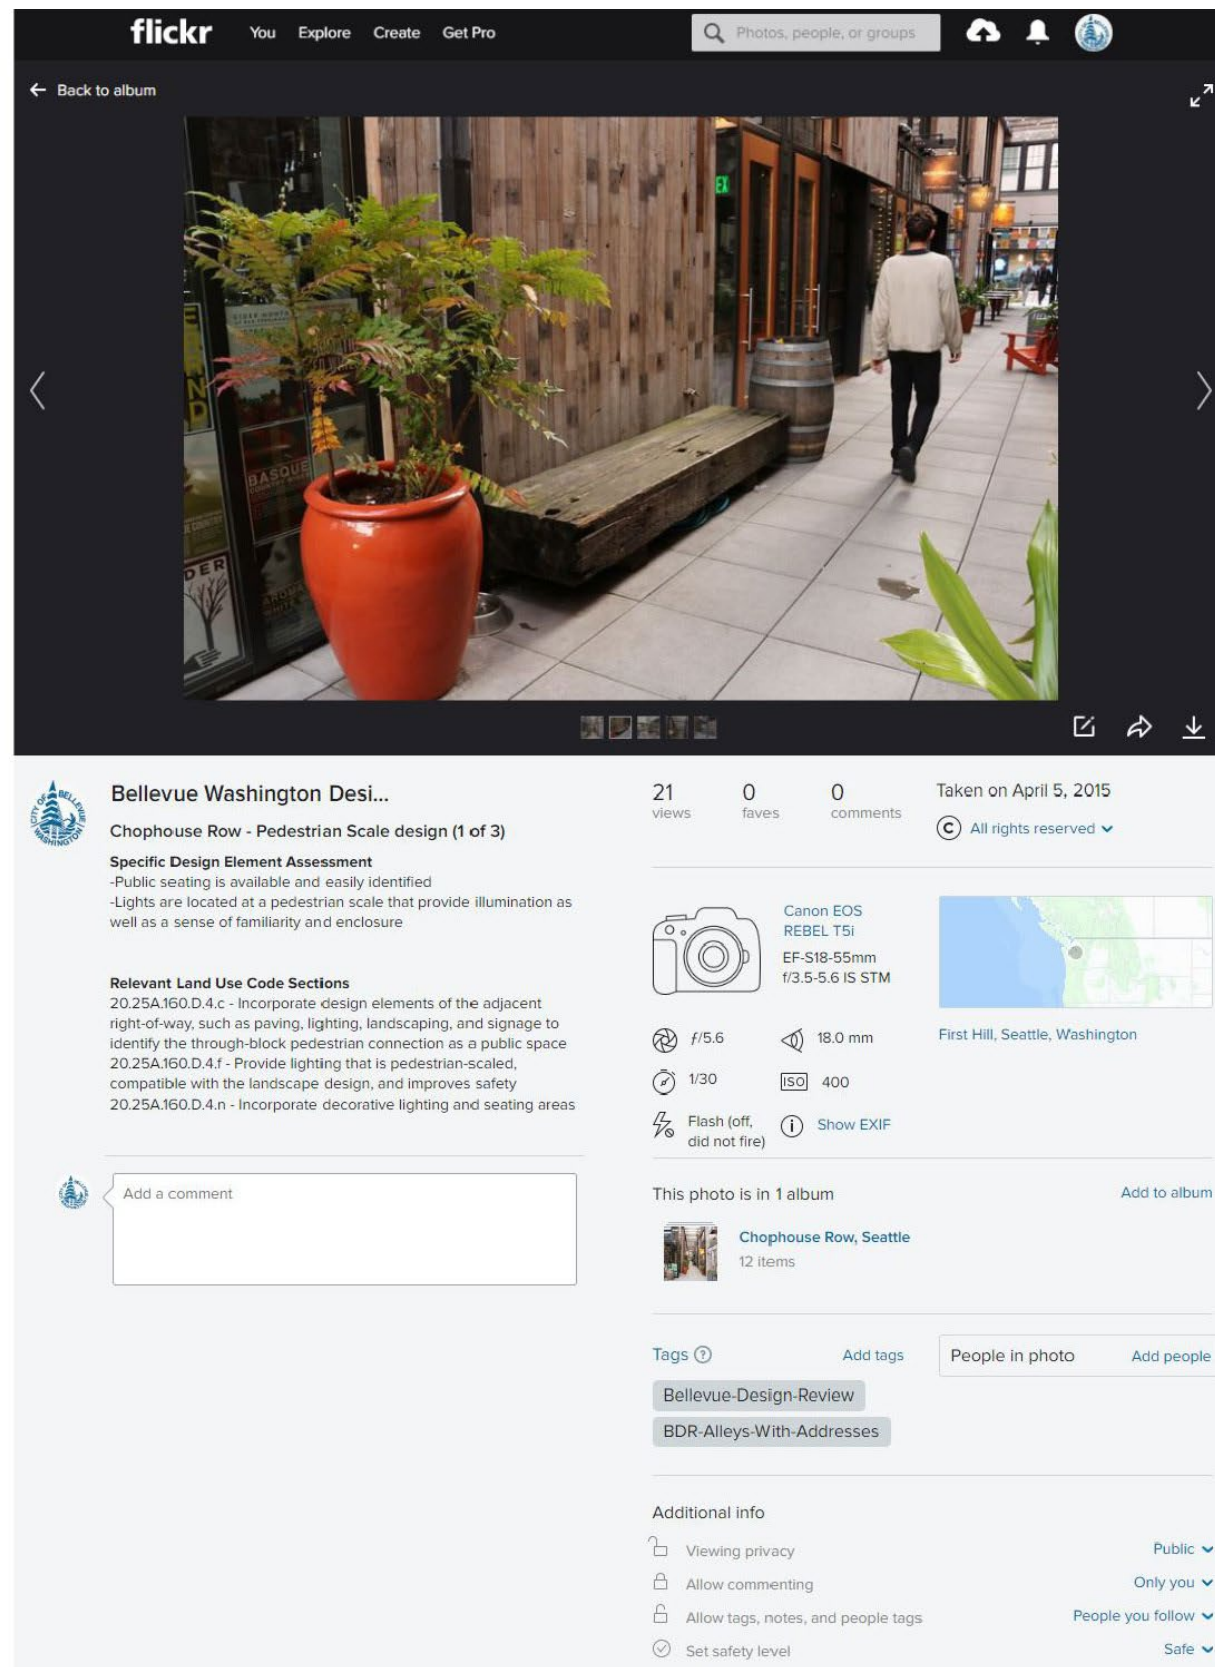 flickr You Explore Create Get Pro Photos, people, or groups
Back to album
EX
BASQUE
DER
Bellevue Washington Desi...
Chophouse Row - Pedestrian Scale design (1 of 3)
Specific Design Element Assessment
-Public seating is available and easily identified
-Lights are located at a pedestrian scale that provide illumination as
well as a sense of familiarity and enclosure
Relevant Land Use Code Sections
20.25A.160.D.4.c - Incorporate design elements of the adjacent
right-of-way, such as paving, lighting, landscaping, and signage to
identify the through-block pedestrian connection as a public space
20.25A.160.D.4.f - Provide lighting that is pedestrian-scaled,
compatible with the landscape design, and improves safety
20.25A.160.D.4.n - Incorporate decorative lighting and seating areas
Add a comment
CITY OF BELLEVUE
WASHINGTON
21 0 0
views faves comments
Taken on April 5, 2015
C All rights reserved
Canon EOS
REBEL T5i
EF-S18-55mm
f/3.5-5.6 IS STM
f/5.6 18.0 mm
1/30 ISO 400
Flash (off,
did not fire)
Show EXIF
First Hill, Seattle, Washington
This photo is in 1 album Add to album
Chophouse Row, Seattle
12 items
Tags ? Add tags
People in photo Add people
Bellevue-Design-Review
BDR-Alleys-With-Addresses
Additional info
Viewing privacy Public
Allow commenting Only you
Allow tags, notes, and people tags People you follow
Set safety level Safe